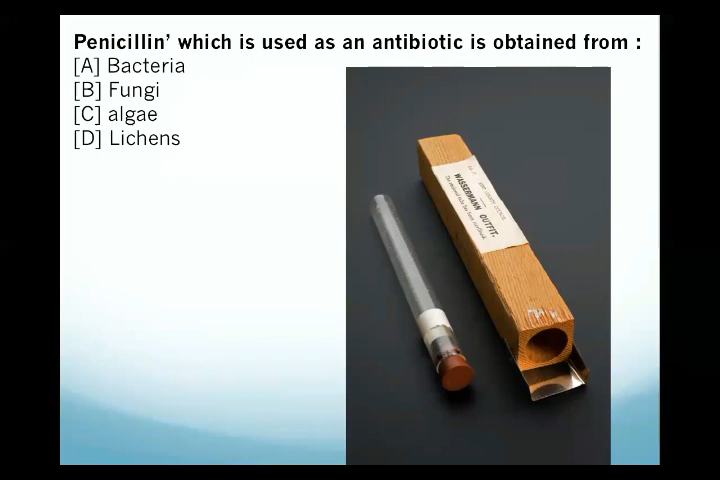 Penicillin’ which is used as an antibiotic is obtained from :
[A] Bacteria
[B] Fungi
[C] algae
[D] Lichens
WASSERMANN OUTFIT.